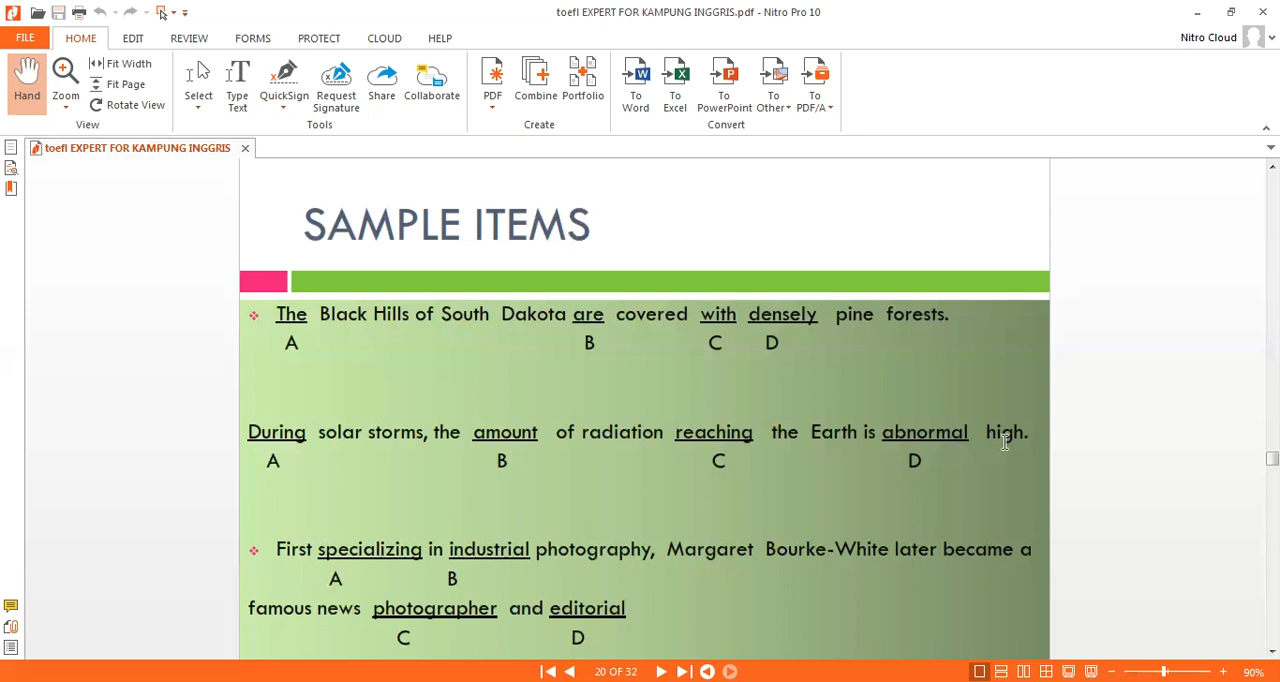 toefl EXPERT FOR KAMPUNG INGGRIS.pdf - Nitro Pro 10
FILE HOME EDIT REVIEW FORMS PROTECT CLOUD HELP Nitro Cloud
Hand Zoom Fit Width Fit Page Rotate View
View
Select Type Text QuickSign Request Signature Share Collaborate
Tools
PDF Combine Portfolio
Create
To Word To Excel To PowerPoint To Other To PDF/A
Convert
toefl EXPERT FOR KAMPUNG INGGRIS
SAMPLE ITEMS
The Black Hills of South Dakota are covered with densely pine forests.
A B C D
During solar storms, the amount of radiation reaching the Earth is abnormal high.
A B C D
First specializing in industrial photography, Margaret Bourke-White later became a
A B
famous news photographer and editorial
C D
20 OF 32 90%